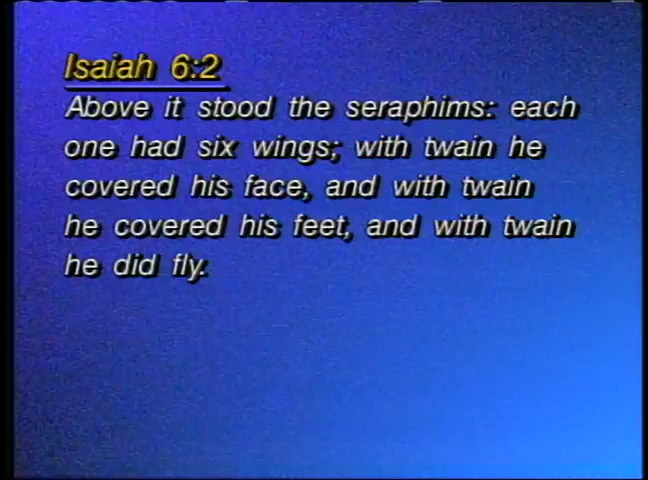 Isaiah 6:2
Above it stood the seraphims: each
one had six wings; with twain he
covered his face, and with twain
he covered his feet, and with twain
he did fly.